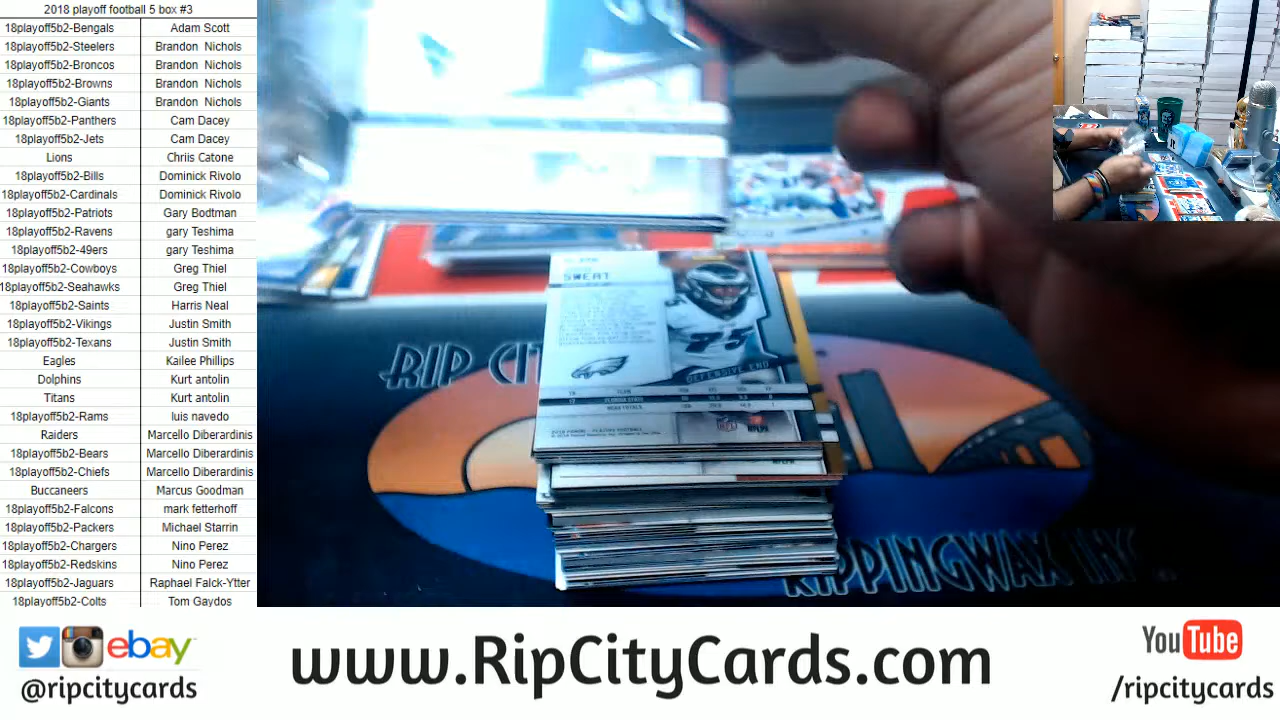 2018 playoff football 5 box #3
18playoff5b2-Bengals Adam Scott
18playoff5b2-Steelers Brandon Nichols
18playoff5b2-Broncos Brandon Nichols
18playoff5b2-Browns Brandon Nichols
18playoff5b2-Giants Brandon Nichols
18playoff5b2-Panthers Cam Dacey
18playoff5b2-Jets Cam Dacey
Lions Chriis Catone
18playoff5b2-Bills Dominick Rivolo
18playoff5b2-Cardinals Dominick Rivolo
18playoff5b2-Patriots Gary Bodtman
18playoff5b2-Ravens gary Teshima
18playoff5b2-49ers gary Teshima
18playoff5b2-Cowboys Greg Thiel
18playoff5b2-Seahawks Greg Thiel
18playoff5b2-Saints Harris Neal
18playoff5b2-Vikings Justin Smith
18playoff5b2-Texans Justin Smith
Eagles Kailee Phillips
Dolphins Kurt antolin
Titans Kurt antolin
18playoff5b2-Rams luis navedo
Raiders Marcello Diberardinis
18playoff5b2-Bears Marcello Diberardinis
18playoff5b2-Chiefs Marcello Diberardinis
Buccaneers Marcus Goodman
18playoff5b2-Falcons mark fetterhoff
18playoff5b2-Packers Michael Starrin
18playoff5b2-Chargers Nino Perez
18playoff5b2-Redskins Nino Perez
18playoff5b2-Jaguars Raphael Falck-Ytter
18playoff5b2-Colts Tom Gaydos
SWEAT
75
DEFENSIVE END
NFL
RIP CI
RIPPINGWAX INC.
ebay
@ripcitycards
www.RipCityCards.com
YouTube
/ripcitycards